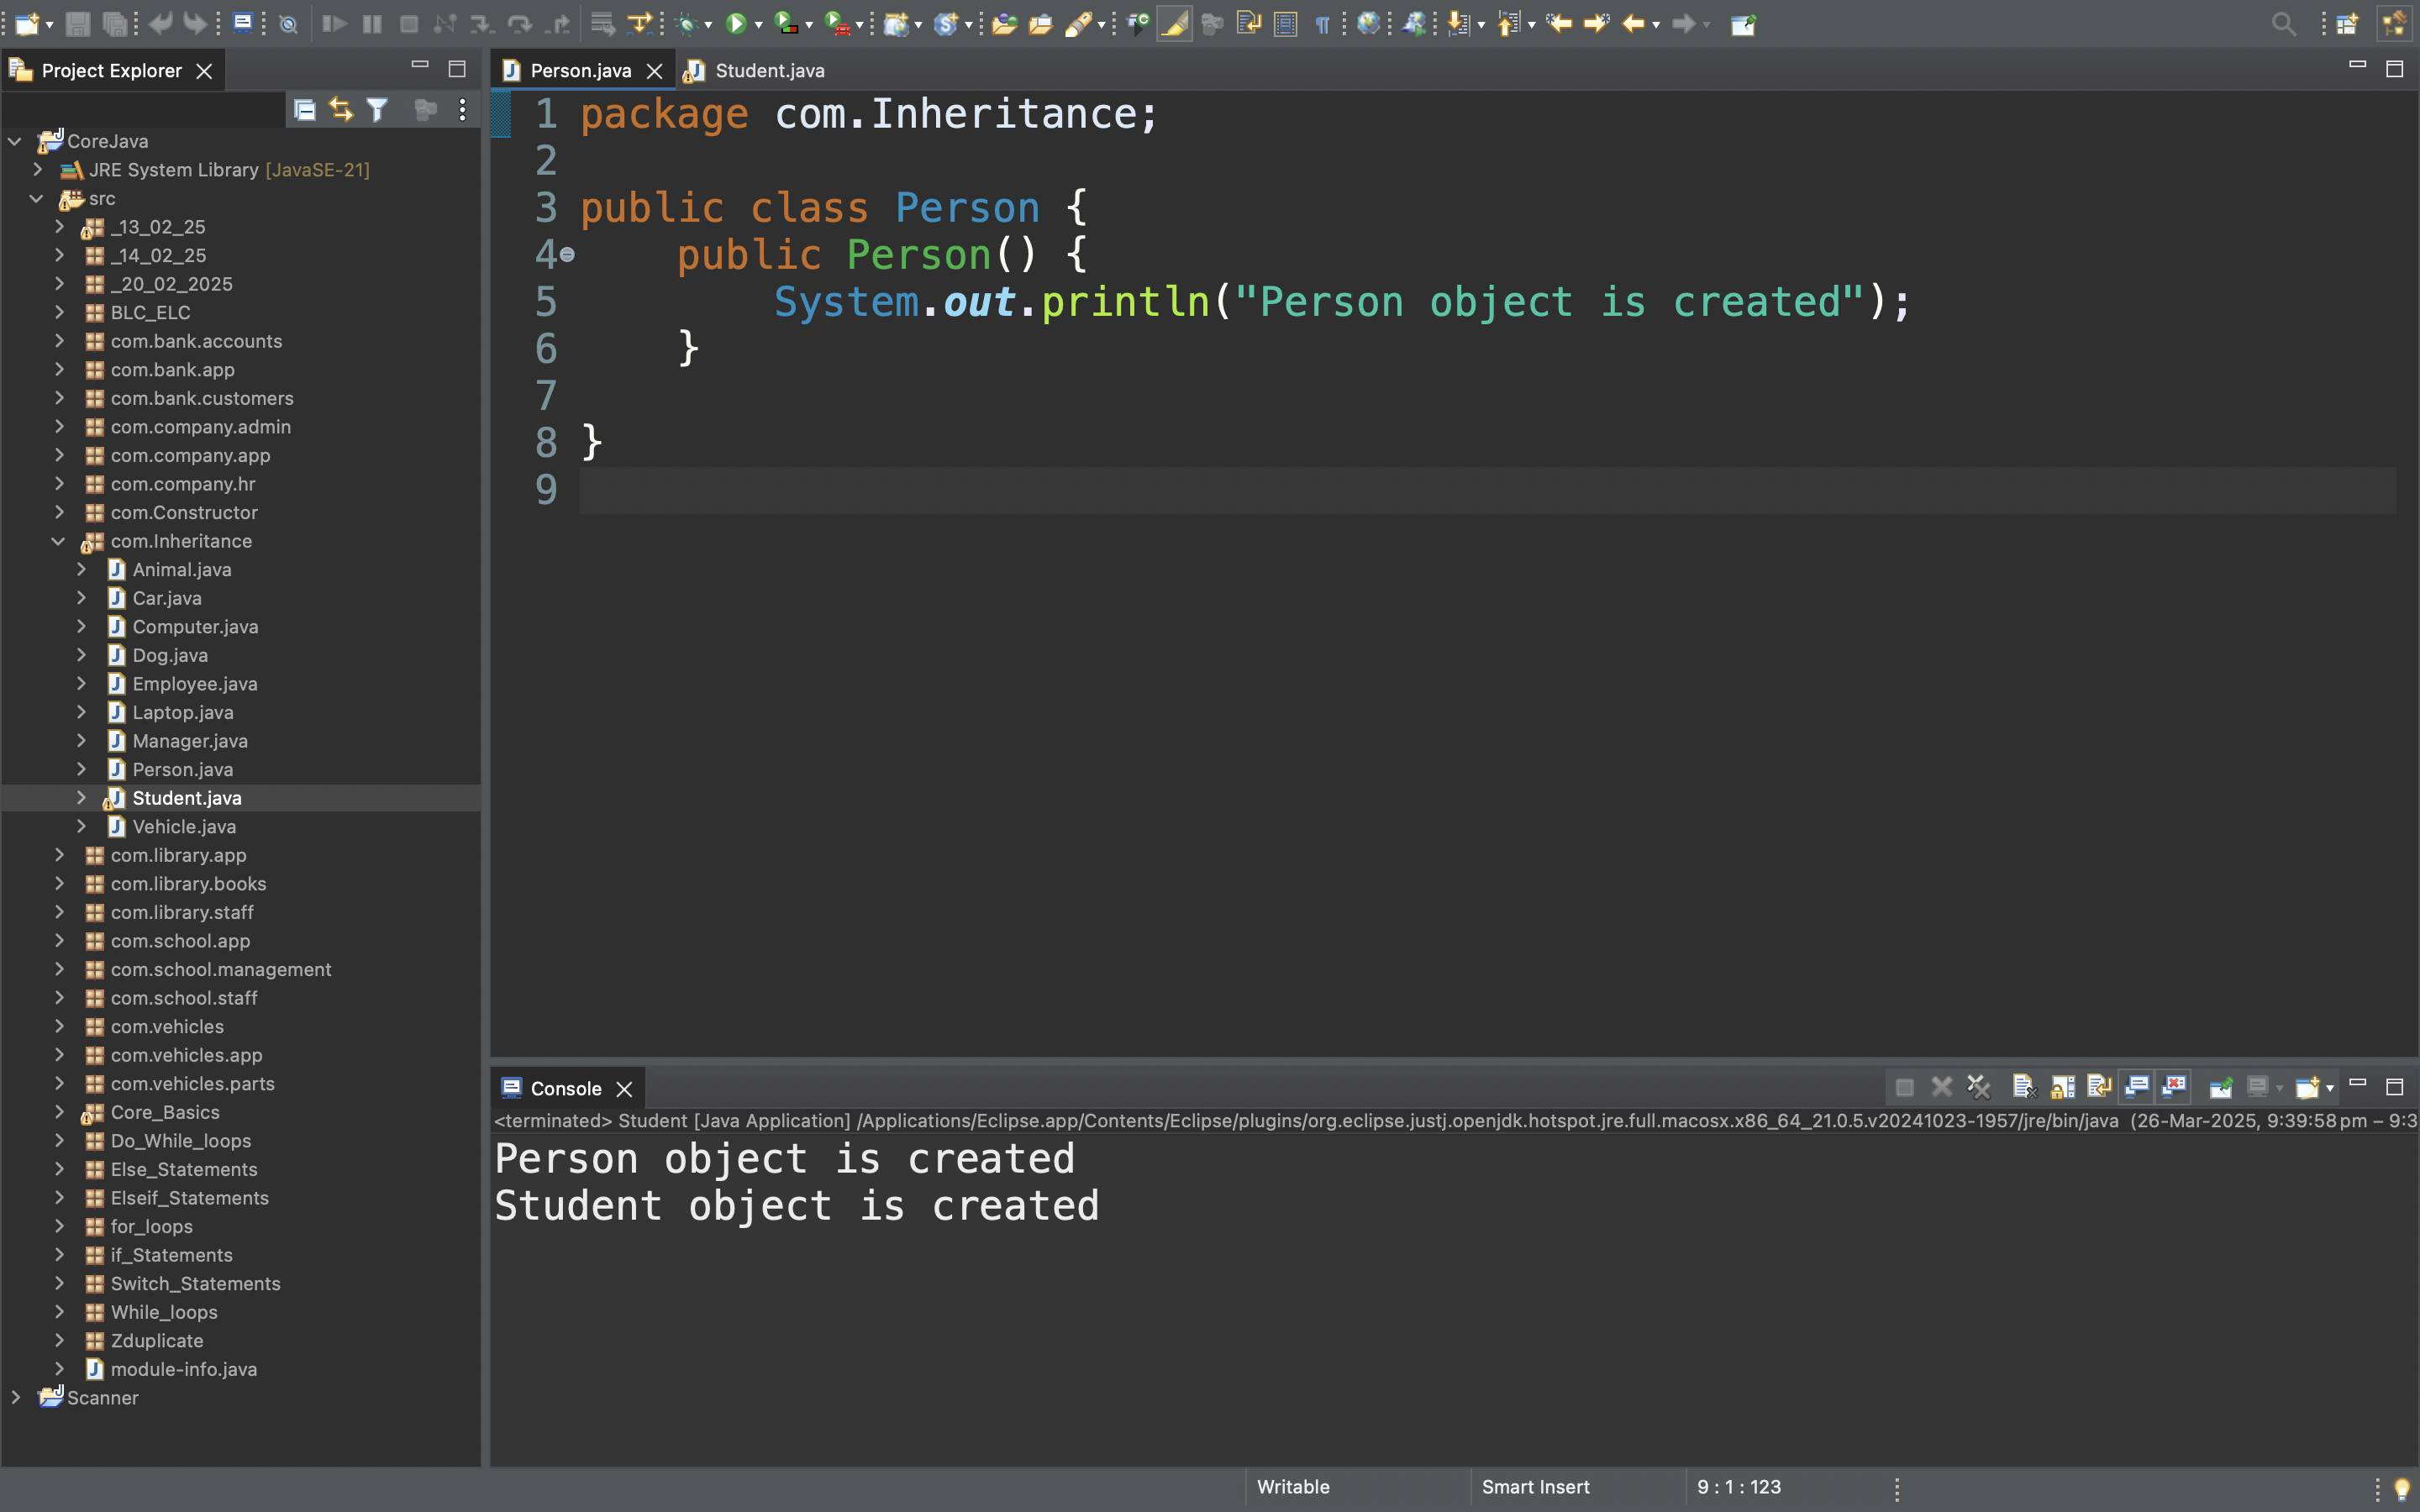 Project Explorer
CoreJava
JRE System Library [JavaSE-21]
src
_13_02_25
_14_02_25
_20_02_2025
BLC_ELC
com.bank.accounts
com.bank.app
com.bank.customers
com.company.admin
com.company.app
com.company.hr
com.Constructor
com.Inheritance
Animal.java
Car.java
Computer.java
Dog.java
Employee.java
Laptop.java
Manager.java
Person.java
Student.java
Vehicle.java
com.library.app
com.library.books
com.library.staff
com.school.app
com.school.management
com.school.staff
com.vehicles
com.vehicles.app
com.vehicles.parts
Core_Basics
Do_While_loops
Else_Statements
Elseif_Statements
for_loops
if_Statements
Switch_Statements
While_loops
Zduplicate
module-info.java
Scanner
Person.java Student.java
1 package com.Inheritance;
2
3 public class Person {
4     public Person() {
5         System.out.println("Person object is created");
6     }
7
8 }
9
Console
<terminated> Student [Java Application] /Applications/Eclipse.app/Contents/Eclipse/plugins/org.eclipse.justj.openjdk.hotspot.jre.full.macosx.x86_64_21.0.5.v20241023-1957/jre/bin/java (26-Mar-2025, 9:39:58 pm – 9:3
Person object is created
Student object is created
Writable Smart Insert 9 : 1 : 123